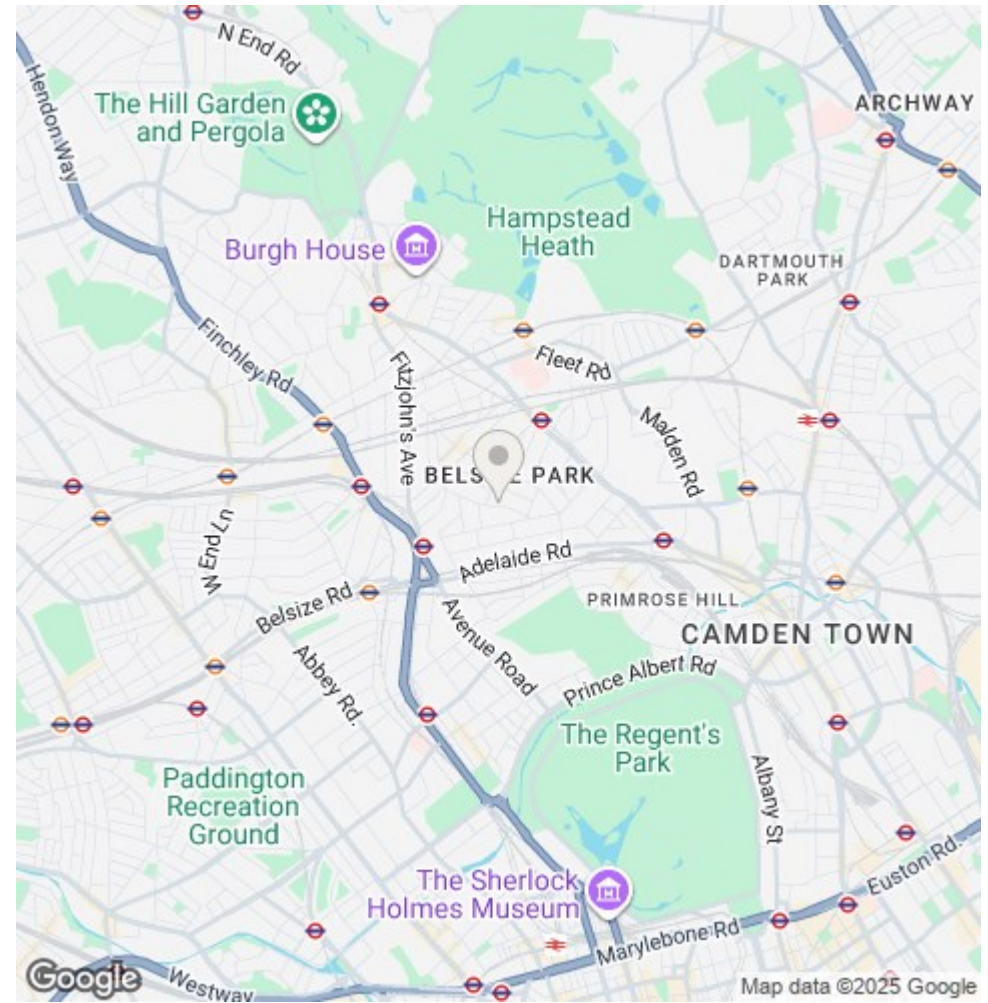 N End Rd
The Hill Garden
and Pergola
Hendon Way
ARCHWAY
Hampstead
Heath
Burgh House
DARTMOUTH
PARK
Finchley Rd
Fitzjohn's Ave
Fleet Rd
Malden Rd
BELSIZE PARK
W End Ln
Adelaide Rd
Belsize Rd
PRIMROSE HILL
CAMDEN TOWN
Avenue Road
Abbey Rd.
Prince Albert Rd
The Regent's
Park
Albany St
Paddington
Recreation
Ground
The Sherlock
Holmes Museum
Euston Rd.
Marylebone Rd
Westway
Google
Map data ©2025 Google